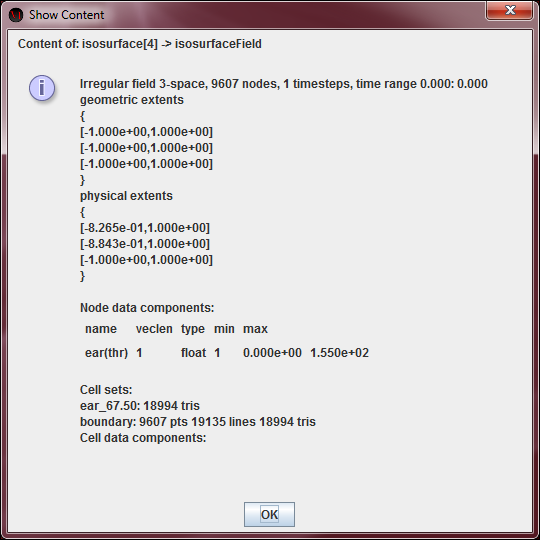 Show Content
Content of: isosurface[4] -> isosurfaceField
Irregular field 3-space, 9607 nodes, 1 timesteps, time range 0.000: 0.000
geometric extents
{
[-1.000e+00,1.000e+00]
[-1.000e+00,1.000e+00]
[-1.000e+00,1.000e+00]
}
physical extents
{
[-8.265e-01,1.000e+00]
[-8.843e-01,1.000e+00]
[-1.000e+00,1.000e+00]
}
Node data components:
name veclen type min max
ear(thr) 1 float 1 0.000e+00 1.550e+02
Cell sets:
ear_67.50: 18994 tris
boundary: 9607 pts 19135 lines 18994 tris
Cell data components:
OK